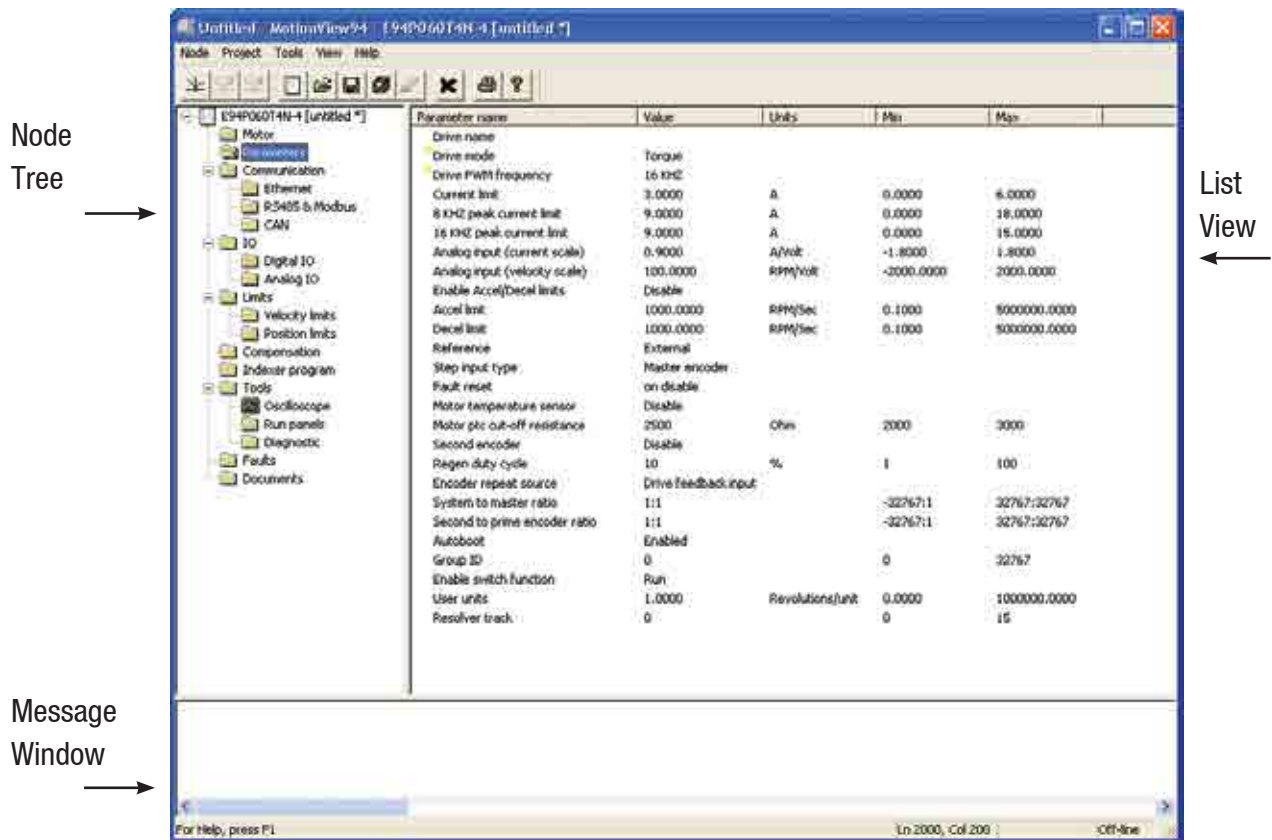 Untitled - MotionView94 - E94P060T4N-4 [untitled *]
Node Project Tools View Help
Node
Tree
E94P060T4N-4 [untitled *]
Motor
Parameters
Communication
Ethernet
RS485 & Modbus
CAN
IO
Digital IO
Analog IO
Limits
Velocity limits
Position limits
Compensation
Indexer program
Tools
Oscilloscope
Run panels
Diagnostic
Faults
Documents
Parameter name Value Units Min Max
Drive name
Drive mode Torque
Drive PWM frequency 16 KHZ
Current limit 3.0000 A 0.0000 6.0000
8 KHZ peak current limit 9.0000 A 0.0000 18.0000
16 KHZ peak current limit 9.0000 A 0.0000 15.0000
Analog input (current scale) 0.9000 A/Volt -1.8000 1.8000
Analog input (velocity scale) 100.0000 RPM/Volt -2000.0000 2000.0000
Enable Accel/Decel limits Disable
Accel limit 1000.0000 RPM/Sec 0.1000 5000000.0000
Decel limit 1000.0000 RPM/Sec 0.1000 5000000.0000
Reference External
Step input type Master encoder
Fault reset on disable
Motor temperature sensor Disable
Motor ptc cut-off resistance 2500 Ohm 2000 3000
Second encoder Disable
Regen duty cycle 10 % 1 100
Encoder repeat source Drive feedback input
System to master ratio 1:1 -32767:1 32767:32767
Second to prime encoder ratio 1:1 -32767:1 32767:32767
Autoboot Enabled
Group ID 0 0 32767
Enable switch function Run
User units 1.0000 Revolutions/unit 0.0000 1000000.0000
Resolver track 0 0 15
List
View
Message
Window
For Help, press F1 Ln 2000, Col 200 Off-line